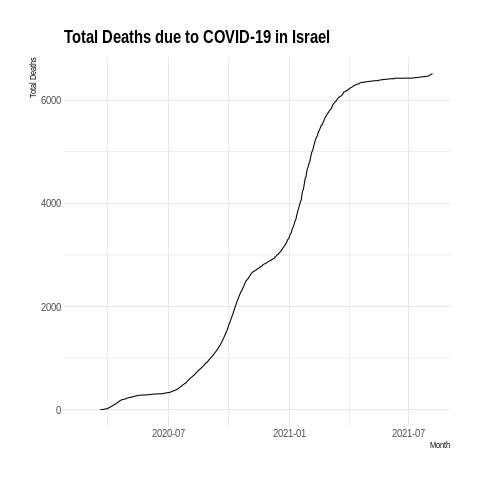 Total Deaths due to COVID-19 in Israel
Total Deaths
6000
4000
2000
0
2020-07
2021-01
2021-07
Month